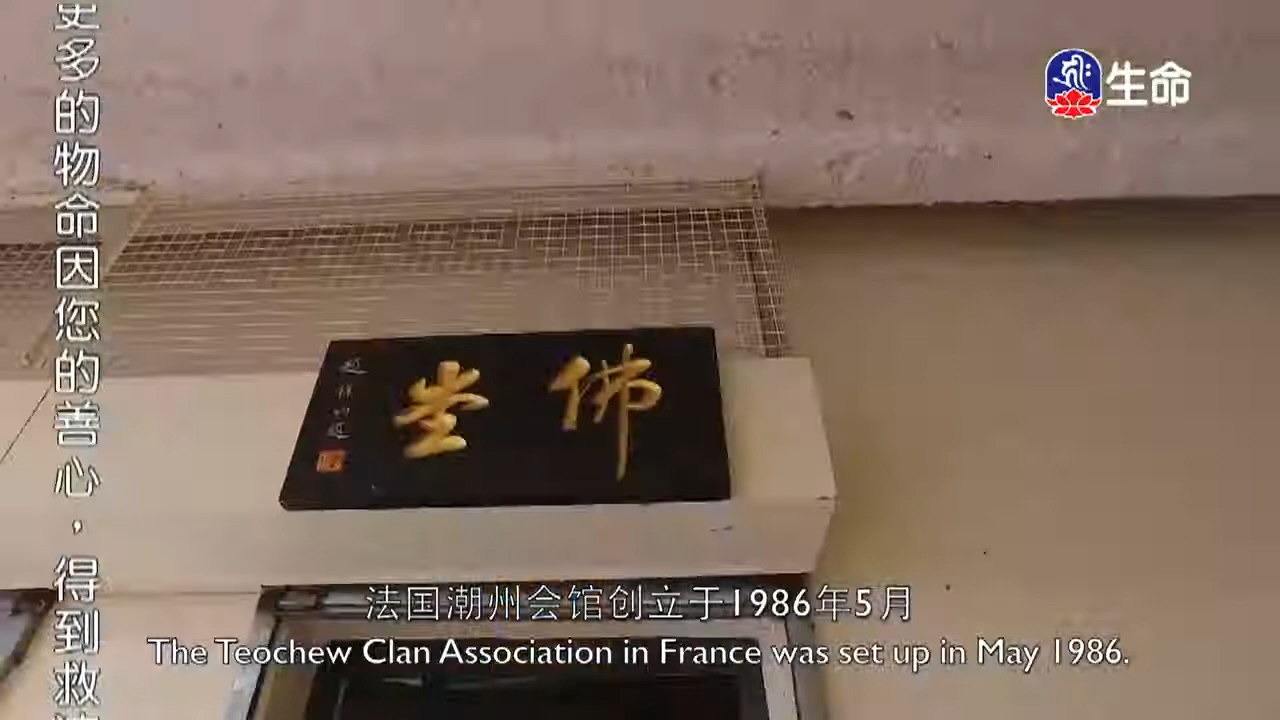 更多的物命因您的善心，得到救
生命
佛堂
法国潮州会馆创立于1986年5月
The Teochew Clan Association in France was set up in May 1986.